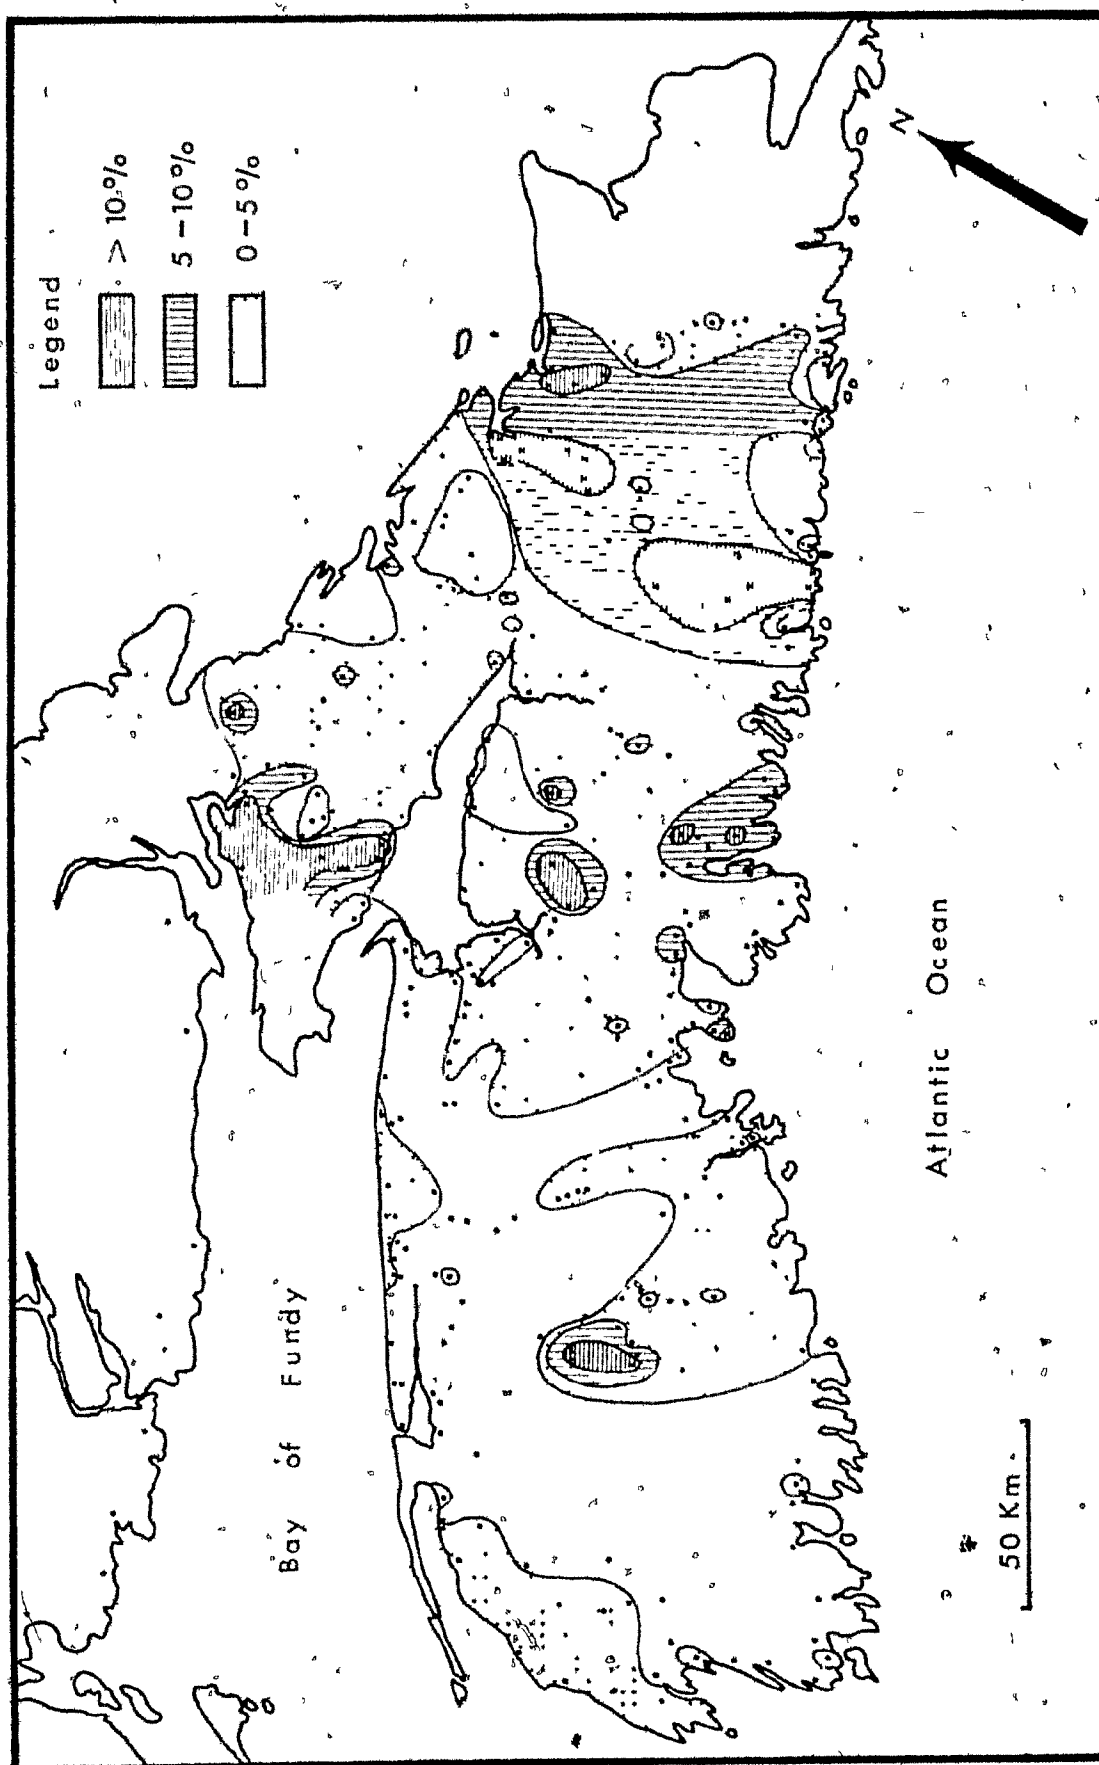 Legend
> 10%
5 - 10%
0 - 5%
N
Bay of Fundy
Atlantic Ocean
50 Km